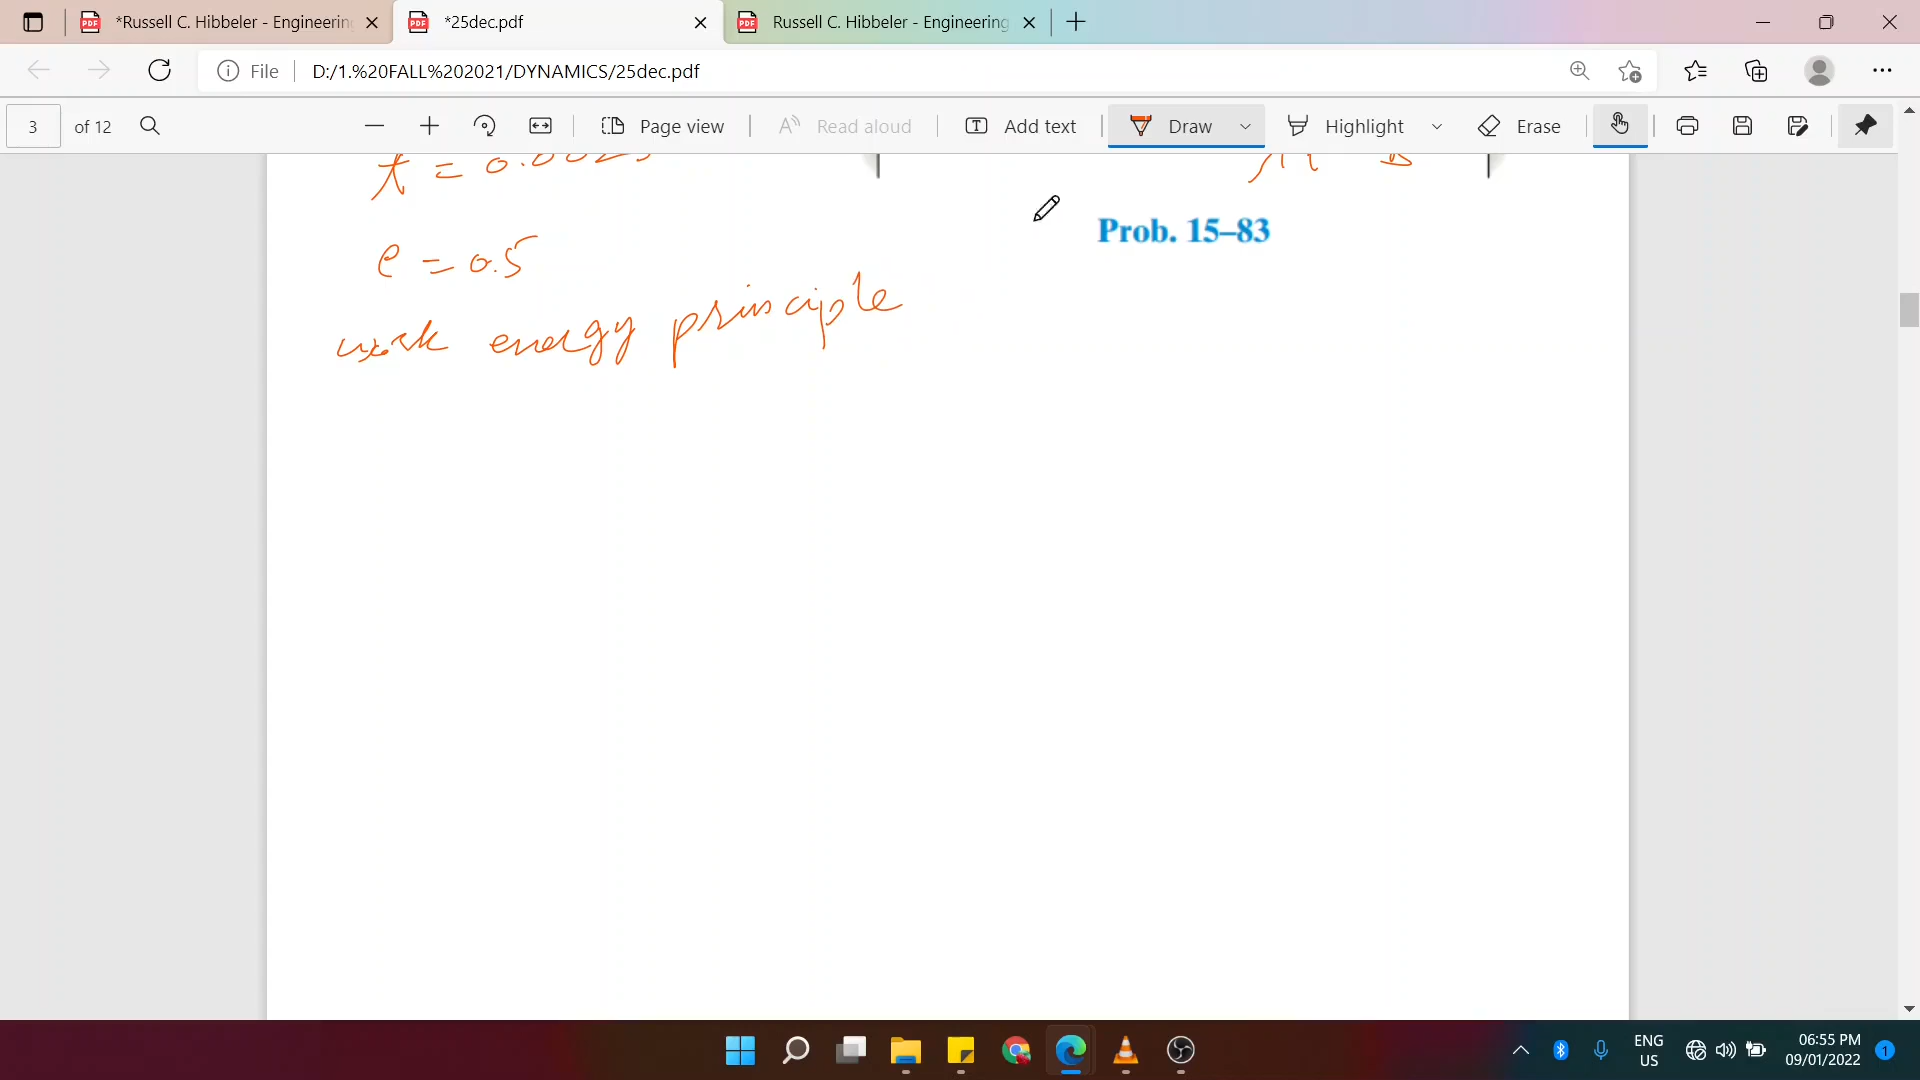 *Russell C. Hibbeler - Engineering
*25dec.pdf
Russell C. Hibbeler - Engineering
File
D:/1.%20FALL%202021/DYNAMICS/25dec.pdf
3 of 12
Page view
Read aloud
Add text
Draw
Highlight
Erase
Prob. 15–83
e = 0.5
work energy principle
ENG
US
06:55 PM
09/01/2022
1